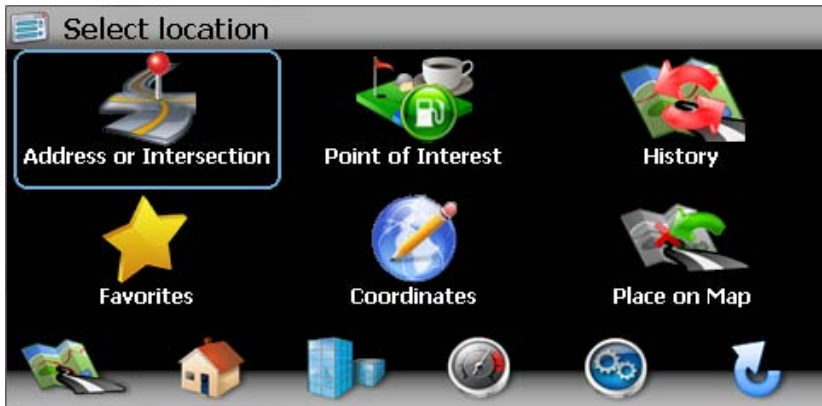 Select location
Address or Intersection
Point of Interest
History
Favorites
Coordinates
Place on Map